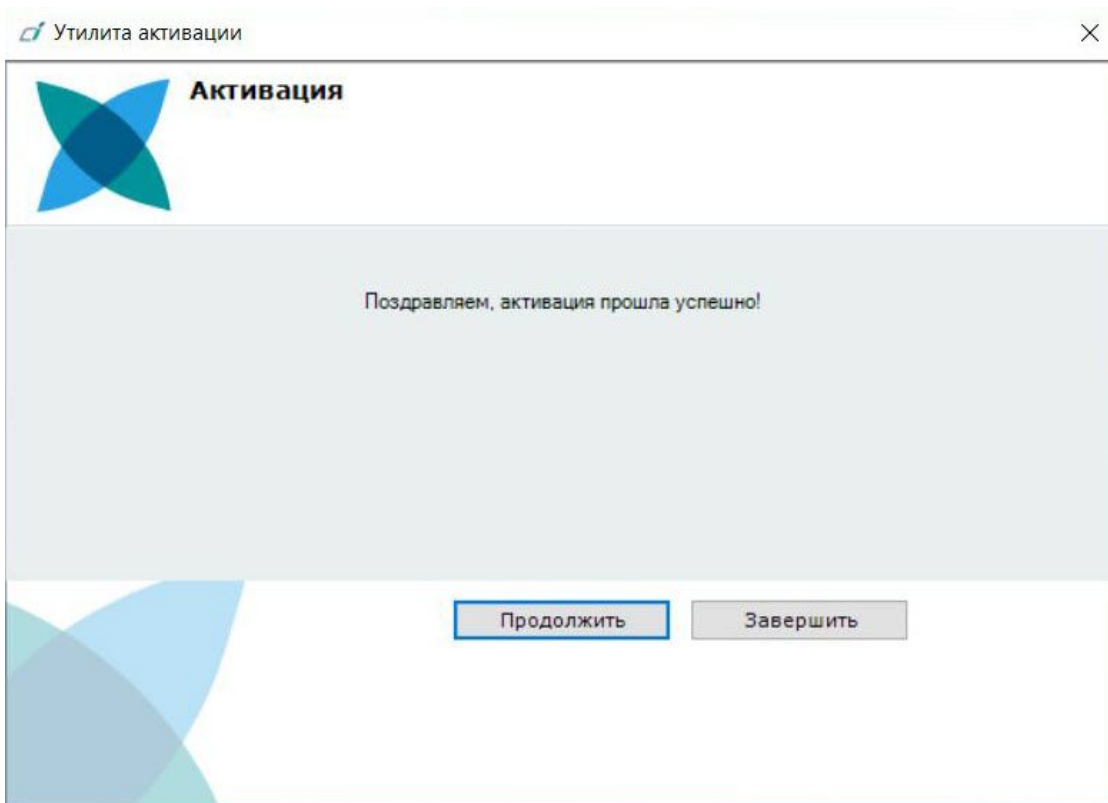 Утилита активации
Активация
Поздравляем, активация прошла успешно!
Продолжить
Завершить